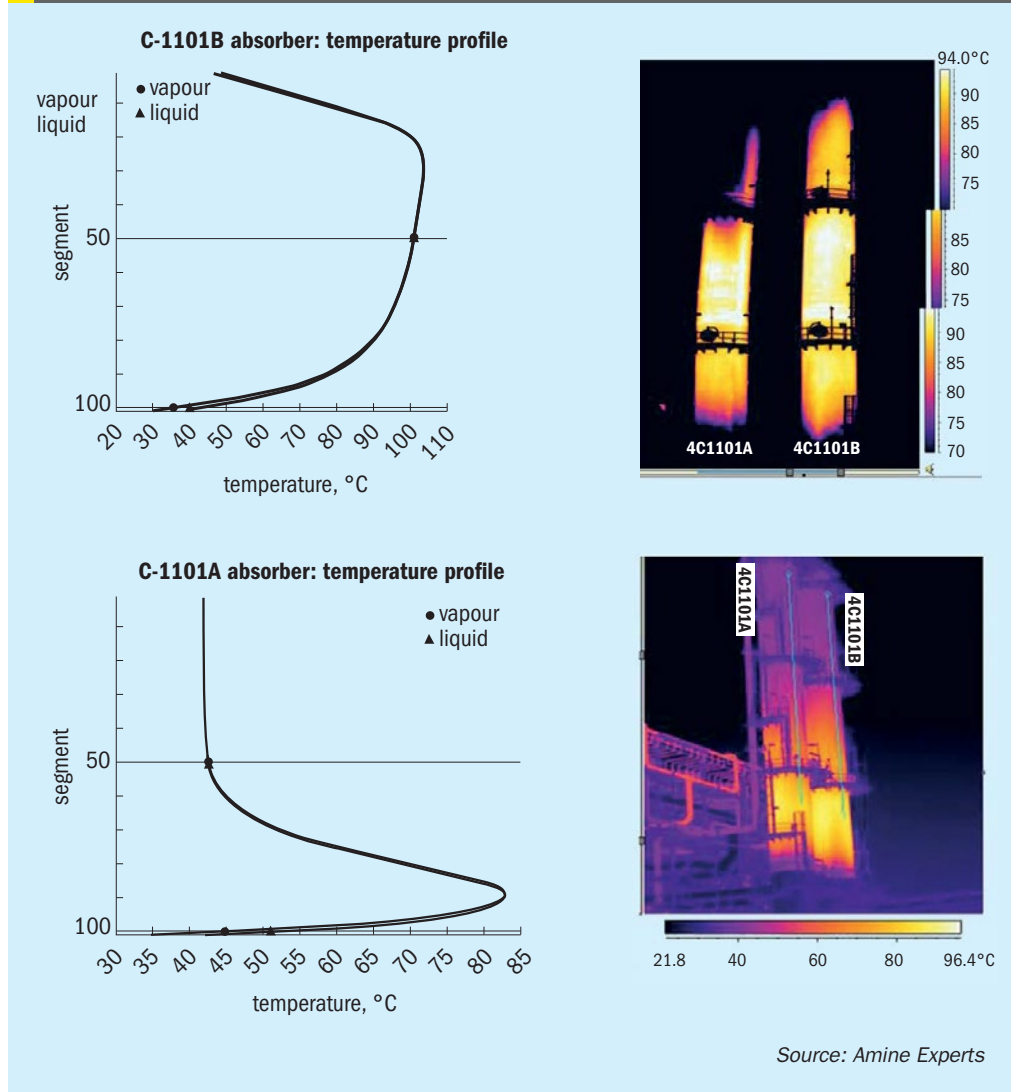 C-1101B absorber: temperature profile
vapour
liquid
● vapour
▲ liquid
segment
50
100
20 30 40 50 60 70 80 90 100 110
temperature, °C
94.0°C
90
85
80
75
85
80
75
90
85
80
75
70
4C1101A 4C1101B
C-1101A absorber: temperature profile
● vapour
▲ liquid
segment
50
100
30 35 40 45 50 55 60 65 70 75 80 85
temperature, °C
4C1101A
4C1101B
21.8 40 60 80 96.4°C
Source: Amine Experts